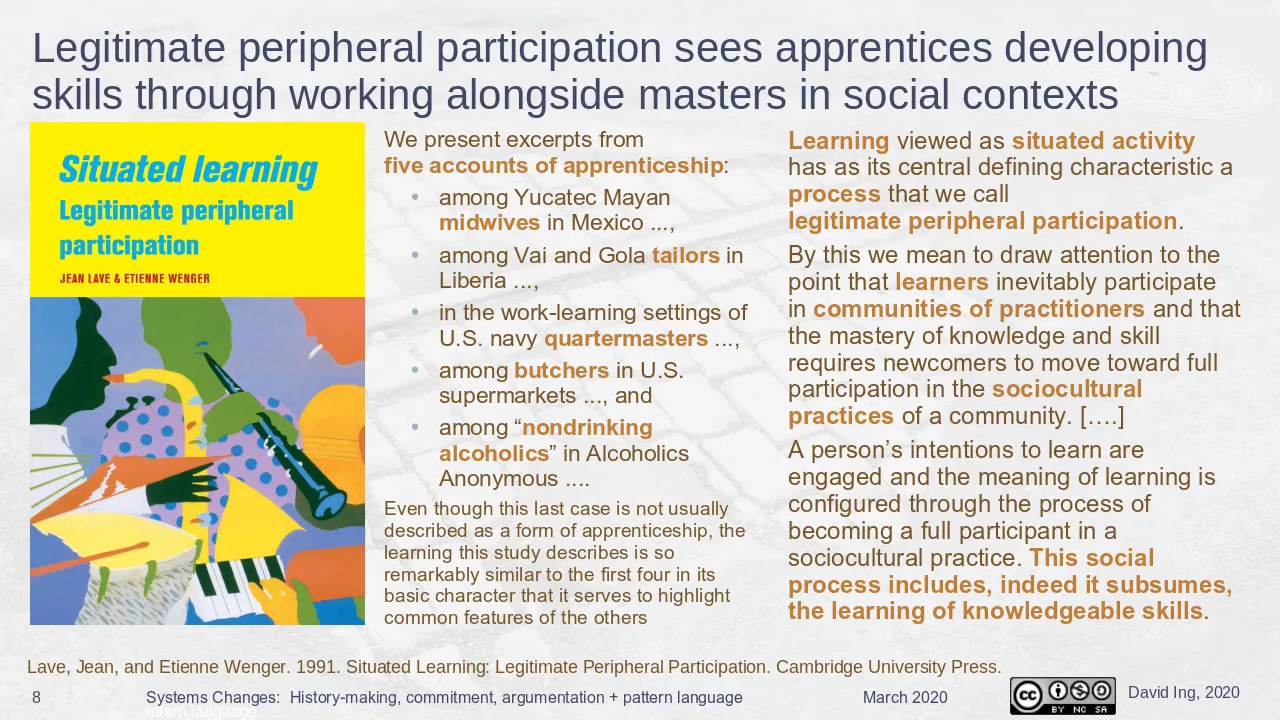 Legitimate peripheral participation sees apprentices developing
skills through working alongside masters in social contexts
Situated learning
Legitimate peripheral
participation
JEAN LAVE & ETIENNE WENGER
We present excerpts from
five accounts of apprenticeship:
• among Yucatec Mayan
midwives in Mexico ...,
• among Vai and Gola tailors in
Liberia ...,
• in the work-learning settings of
U.S. navy quartermasters ...,
• among butchers in U.S.
supermarkets ..., and
• among “nondrinking
alcoholics” in Alcoholics
Anonymous ....
Even though this last case is not usually
described as a form of apprenticeship, the
learning this study describes is so
remarkably similar to the first four in its
basic character that it serves to highlight
common features of the others
Learning viewed as situated activity
has as its central defining characteristic a
process that we call
legitimate peripheral participation.
By this we mean to draw attention to the
point that learners inevitably participate
in communities of practitioners and that
the mastery of knowledge and skill
requires newcomers to move toward full
participation in the sociocultural
practices of a community. [….]
A person’s intentions to learn are
engaged and the meaning of learning is
configured through the process of
becoming a full participant in a
sociocultural practice. This social
process includes, indeed it subsumes,
the learning of knowledgeable skills.
Lave, Jean, and Etienne Wenger. 1991. Situated Learning: Legitimate Peripheral Participation. Cambridge University Press.
8
Systems Changes: History-making, commitment, argumentation + pattern language
March 2020
cc
BY NC SA
David Ing, 2020